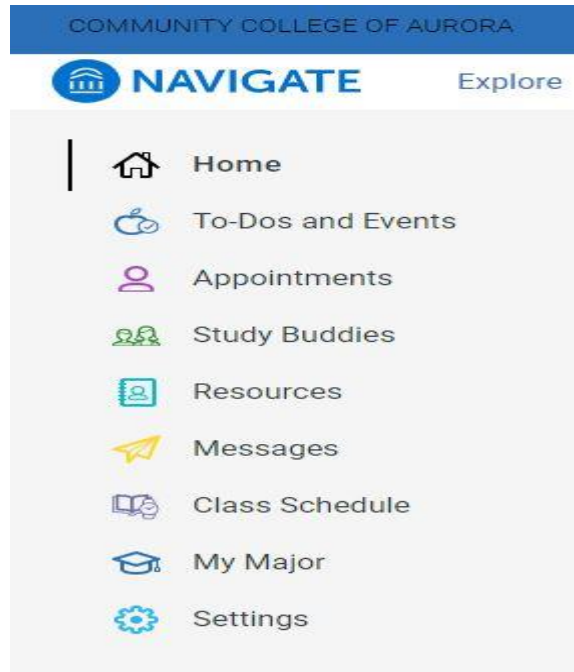 COMMUNITY COLLEGE OF AURORA
NAVIGATE Explore
Home
To-Dos and Events
Appointments
Study Buddies
Resources
Messages
Class Schedule
My Major
Settings